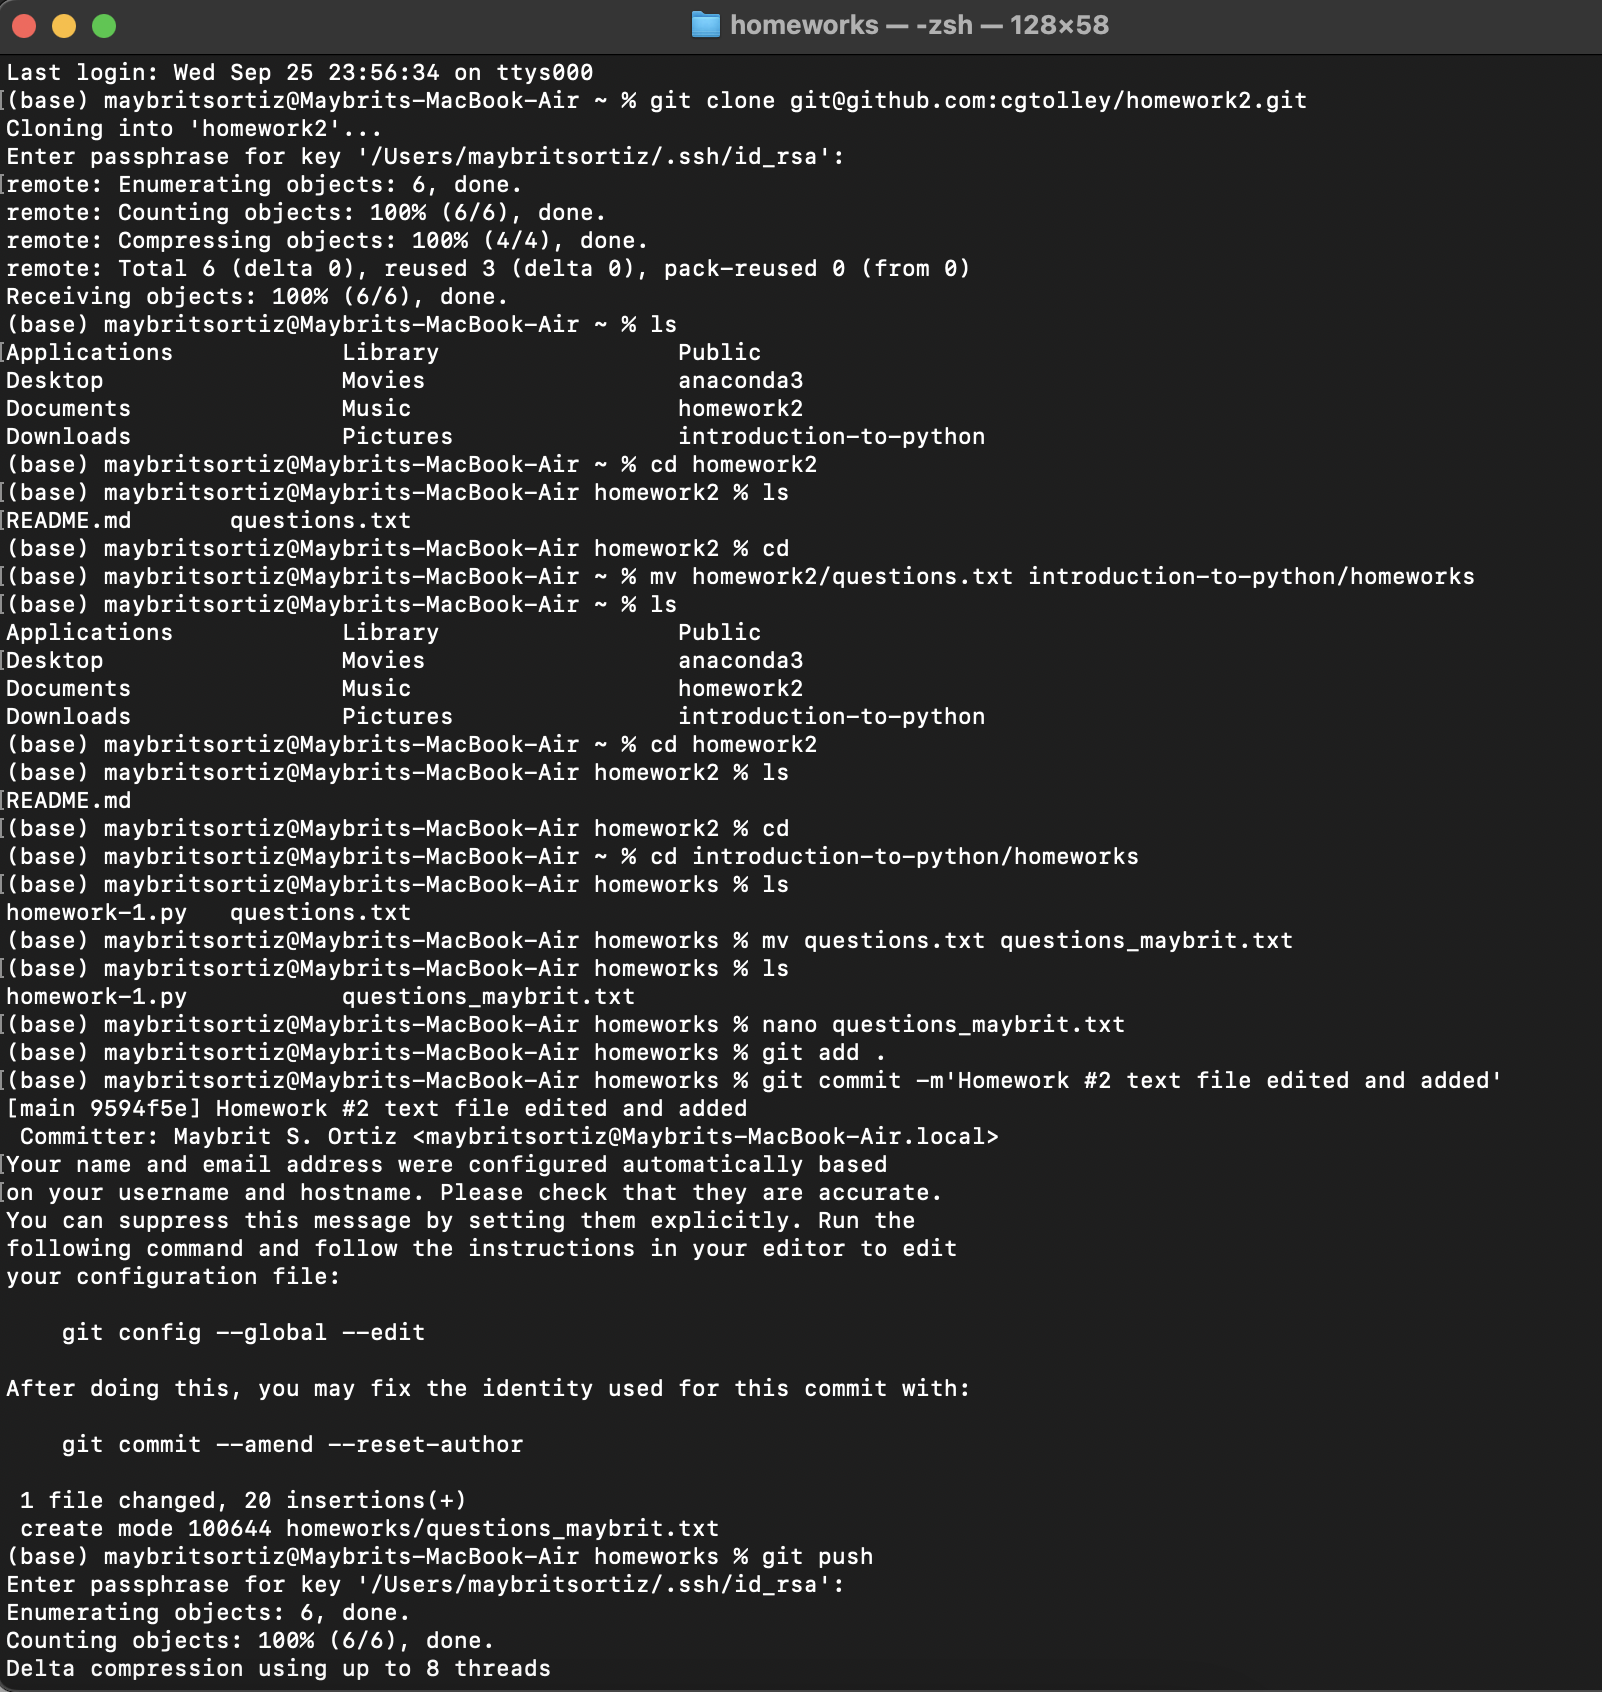 homeworks — -zsh — 128×58
Last login: Wed Sep 25 23:56:34 on ttys000
[(base) maybritsortiz@Maybrits-MacBook-Air ~ % git clone git@github.com:cgtolley/homework2.git
Cloning into 'homework2'...
Enter passphrase for key '/Users/maybritsortiz/.ssh/id_rsa':
[remote: Enumerating objects: 6, done.
remote: Counting objects: 100% (6/6), done.
remote: Compressing objects: 100% (4/4), done.
remote: Total 6 (delta 0), reused 3 (delta 0), pack-reused 0 (from 0)
Receiving objects: 100% (6/6), done.
(base) maybritsortiz@Maybrits-MacBook-Air ~ % ls
[Applications            Library                 Public
Desktop                 Movies                  anaconda3
Documents               Music                   homework2
Downloads               Pictures                introduction-to-python
(base) maybritsortiz@Maybrits-MacBook-Air ~ % cd homework2
[(base) maybritsortiz@Maybrits-MacBook-Air homework2 % ls
[README.md       questions.txt
(base) maybritsortiz@Maybrits-MacBook-Air homework2 % cd
[(base) maybritsortiz@Maybrits-MacBook-Air ~ % mv homework2/questions.txt introduction-to-python/homeworks
[(base) maybritsortiz@Maybrits-MacBook-Air ~ % ls
Applications            Library                 Public
[Desktop                 Movies                  anaconda3
Documents               Music                   homework2
Downloads               Pictures                introduction-to-python
(base) maybritsortiz@Maybrits-MacBook-Air ~ % cd homework2
(base) maybritsortiz@Maybrits-MacBook-Air homework2 % ls
[README.md
[(base) maybritsortiz@Maybrits-MacBook-Air homework2 % cd
(base) maybritsortiz@Maybrits-MacBook-Air ~ % cd introduction-to-python/homeworks
[(base) maybritsortiz@Maybrits-MacBook-Air homeworks % ls
homework-1.py   questions.txt
(base) maybritsortiz@Maybrits-MacBook-Air homeworks % mv questions.txt questions_maybrit.txt
[(base) maybritsortiz@Maybrits-MacBook-Air homeworks % ls
homework-1.py           questions_maybrit.txt
[(base) maybritsortiz@Maybrits-MacBook-Air homeworks % nano questions_maybrit.txt
(base) maybritsortiz@Maybrits-MacBook-Air homeworks % git add .
[(base) maybritsortiz@Maybrits-MacBook-Air homeworks % git commit -m'Homework #2 text file edited and added'
[main 9594f5e] Homework #2 text file edited and added
 Committer: Maybrit S. Ortiz <maybritsortiz@Maybrits-MacBook-Air.local>
[Your name and email address were configured automatically based
[on your username and hostname. Please check that they are accurate.
You can suppress this message by setting them explicitly. Run the
following command and follow the instructions in your editor to edit
your configuration file:
    git config --global --edit
After doing this, you may fix the identity used for this commit with:
    git commit --amend --reset-author
 1 file changed, 20 insertions(+)
 create mode 100644 homeworks/questions_maybrit.txt
(base) maybritsortiz@Maybrits-MacBook-Air homeworks % git push
Enter passphrase for key '/Users/maybritsortiz/.ssh/id_rsa':
Enumerating objects: 6, done.
Counting objects: 100% (6/6), done.
Delta compression using up to 8 threads